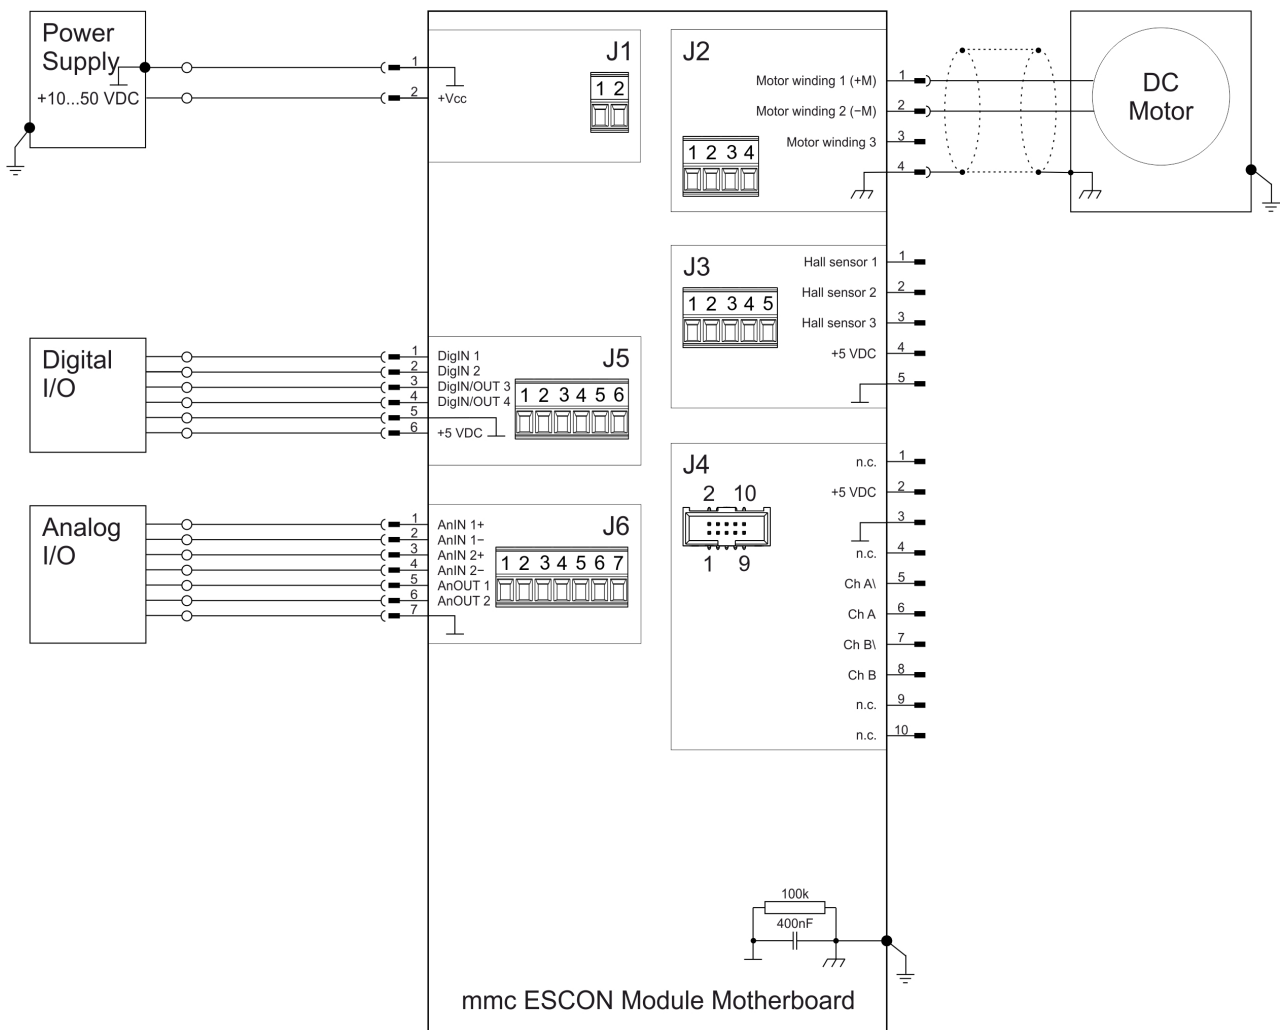 Power
Supply
+10...50 VDC
J1
1
2
+Vcc
1 2
J2
Motor winding 1 (+M)
1
Motor winding 2 (−M)
2
Motor winding 3
3
4
1 2 3 4
DC
Motor
J3
Hall sensor 1
1
Hall sensor 2
2
Hall sensor 3
3
+5 VDC
4
5
1 2 3 4 5
Digital
I/O
J5
1
DigIN 1
2
DigIN 2
3
DigIN/OUT 3
4
DigIN/OUT 4
5
6
+5 VDC
1 2 3 4 5 6
J4
2 10
1 9
n.c.
1
+5 VDC
2
3
n.c.
4
Ch A\
5
Ch A
6
Ch B\
7
Ch B
8
n.c.
9
n.c.
10
Analog
I/O
J6
1
AnIN 1+
2
AnIN 1−
3
AnIN 2+
4
AnIN 2−
5
AnOUT 1
6
AnOUT 2
7
1 2 3 4 5 6 7
100k
400nF
mmc ESCON Module Motherboard